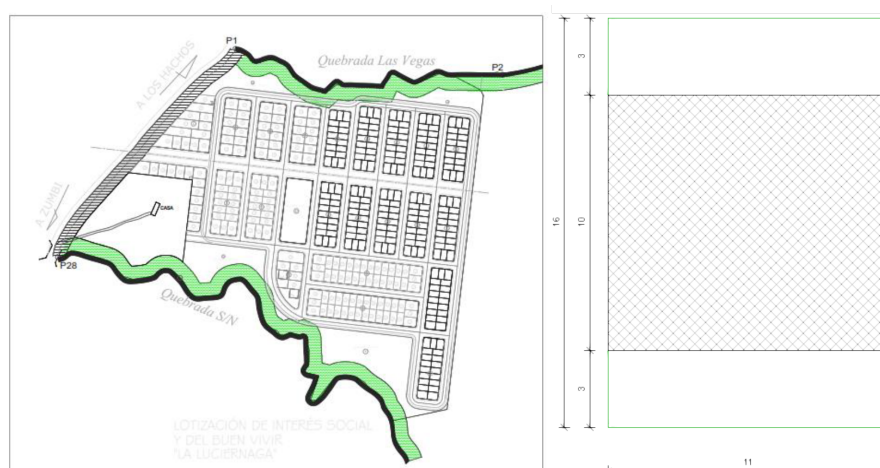 P1
Quebrada Las Vegas
P2
A LOS HACHOS
A ZUMBI
CASA
P28
Quebrada S/N
LOTIZACIÓN DE INTERÉS SOCIAL
Y DEL BUEN VIVIR
"LA LUCIERNAGA"
3
16
10
3
11